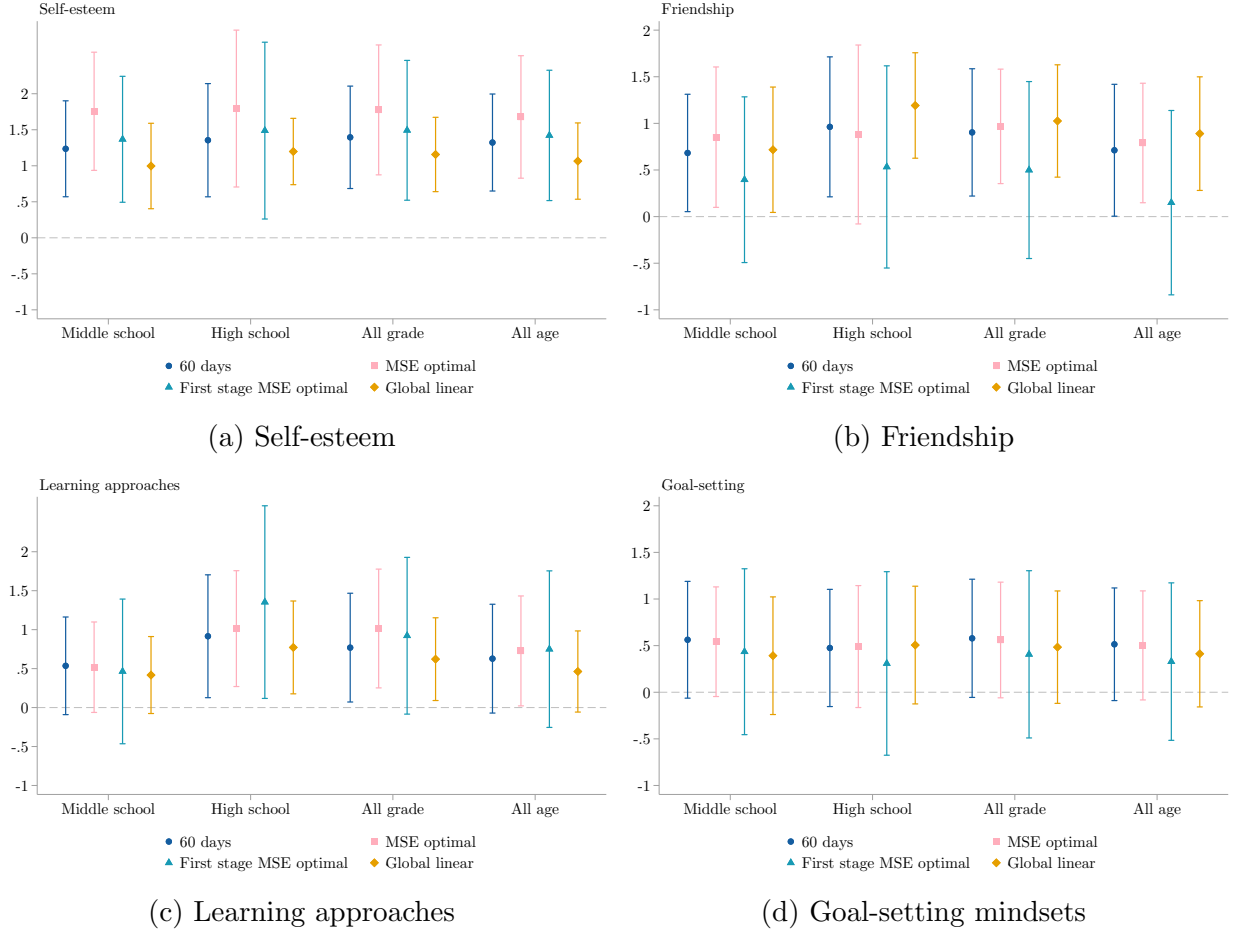 Self-esteem
2
1.5
1
.5
0
-.5
-1
Middle school High school All grade All age
60 days MSE optimal
First stage MSE optimal Global linear
(a) Self-esteem
Friendship
2
1.5
1
.5
0
-.5
-1
Middle school High school All grade All age
60 days MSE optimal
First stage MSE optimal Global linear
(b) Friendship
Learning approaches
2
1.5
1
.5
0
-.5
-1
Middle school High school All grade All age
60 days MSE optimal
First stage MSE optimal Global linear
(c) Learning approaches
Goal-setting
2
1.5
1
.5
0
-.5
-1
Middle school High school All grade All age
60 days MSE optimal
First stage MSE optimal Global linear
(d) Goal-setting mindsets